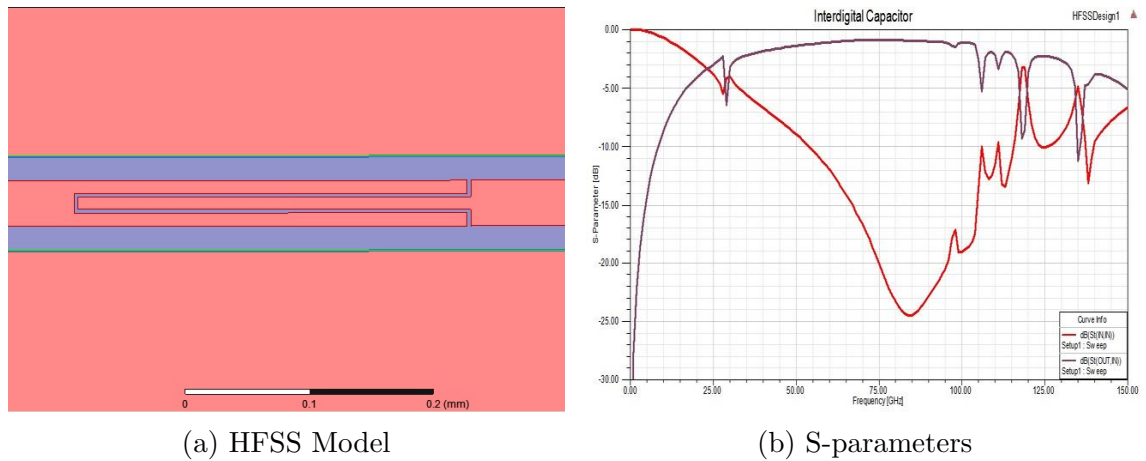 0
0.1
0.2 (mm)
(a) HFSS Model
Interdigital Capacitor
HFSSDesign1
0.00
-5.00
-10.00
-15.00
-20.00
-25.00
-30.00
S-Parameter [dB]
0.00
25.00
50.00
75.00
100.00
125.00
150.00
Frequency [GHz]
Curve Info
dB(St(IN,IN))
Setup1 : Sweep
dB(St(OUT,IN))
Setup1 : Sweep
(b) S-parameters